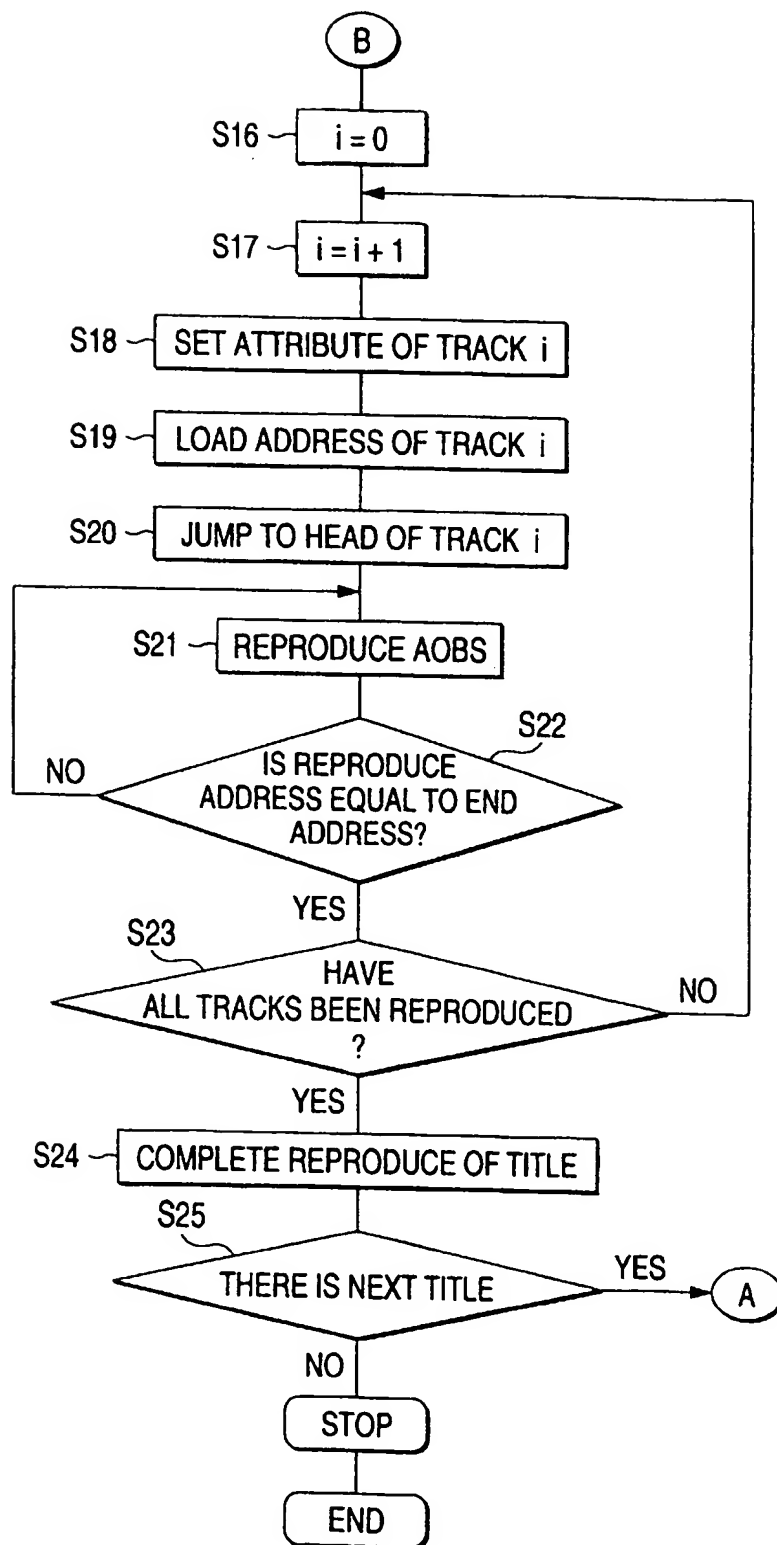 B
S16
i = 0
S17
i = i + 1
S18
SET ATTRIBUTE OF TRACK i
S19
LOAD ADDRESS OF TRACK i
S20
JUMP TO HEAD OF TRACK i
S21
REPRODUCE AOBS
S22
NO
IS REPRODUCE
ADDRESS EQUAL TO END
ADDRESS?
YES
S23
HAVE
ALL TRACKS BEEN REPRODUCED
?
NO
YES
S24
COMPLETE REPRODUCE OF TITLE
S25
THERE IS NEXT TITLE
YES
A
NO
STOP
END